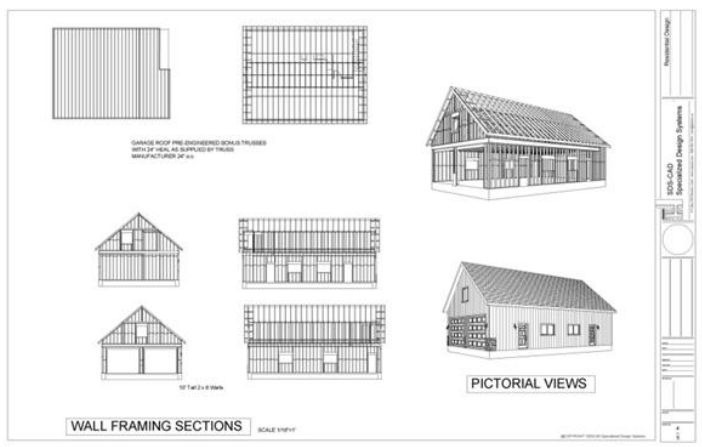 GARAGE ROOF PRE-ENGINEERED BONUS TRUSSES
WITH 24" HEAL AS SUPPLIED BY TRUSS
MANUFACTURER 24" o.c.
10' Tall 2 x 6 Walls
WALL FRAMING SECTIONS
SCALE 1/16"=1'
PICTORIAL VIEWS
Residential Design
SDS-CAD
Specialized Design Systems